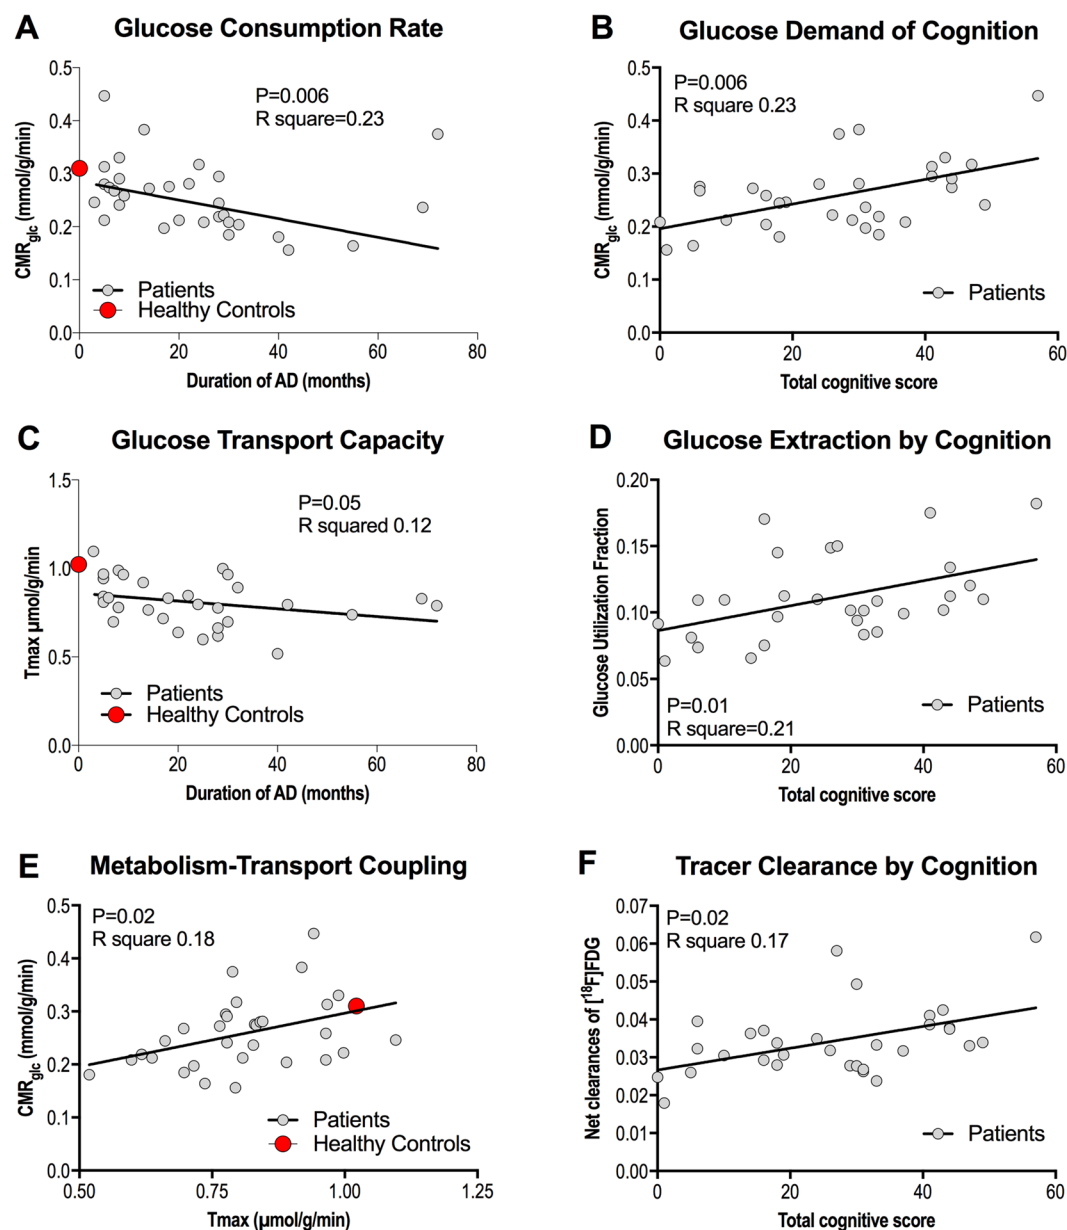 A
Glucose Consumption Rate
P=0.006
R square=0.23
CMRglc (mmol/g/min)
0.5
0.4
0.3
0.2
0.1
0.0
Patients
Healthy Controls
0 20 40 60 80
Duration of AD (months)
B
Glucose Demand of Cognition
P=0.006
R square 0.23
CMRglc (mmol/g/min)
0.5
0.4
0.3
0.2
0.1
0.0
Patients
0 20 40 60
Total cognitive score
C
Glucose Transport Capacity
P=0.05
R squared 0.12
Tmax µmol/g/min
1.5
1.0
0.5
0.0
Patients
Healthy Controls
0 20 40 60 80
Duration of AD (months)
D
Glucose Extraction by Cognition
Glucose Utilization Fraction
0.20
0.15
0.10
0.05
0.00
P=0.01
R square=0.21
Patients
0 20 40 60
Total cognitive score
E
Metabolism-Transport Coupling
P=0.02
R square 0.18
CMRglc (mmol/g/min)
0.5
0.4
0.3
0.2
0.1
0.0
Patients
Healthy Controls
0.50 0.75 1.00 1.25
Tmax (µmol/g/min)
F
Tracer Clearance by Cognition
P=0.02
R square 0.17
Net clearances of [18F]FDG
0.07
0.06
0.05
0.04
0.03
0.02
0.01
0.00
Patients
0 20 40 60
Total cognitive score